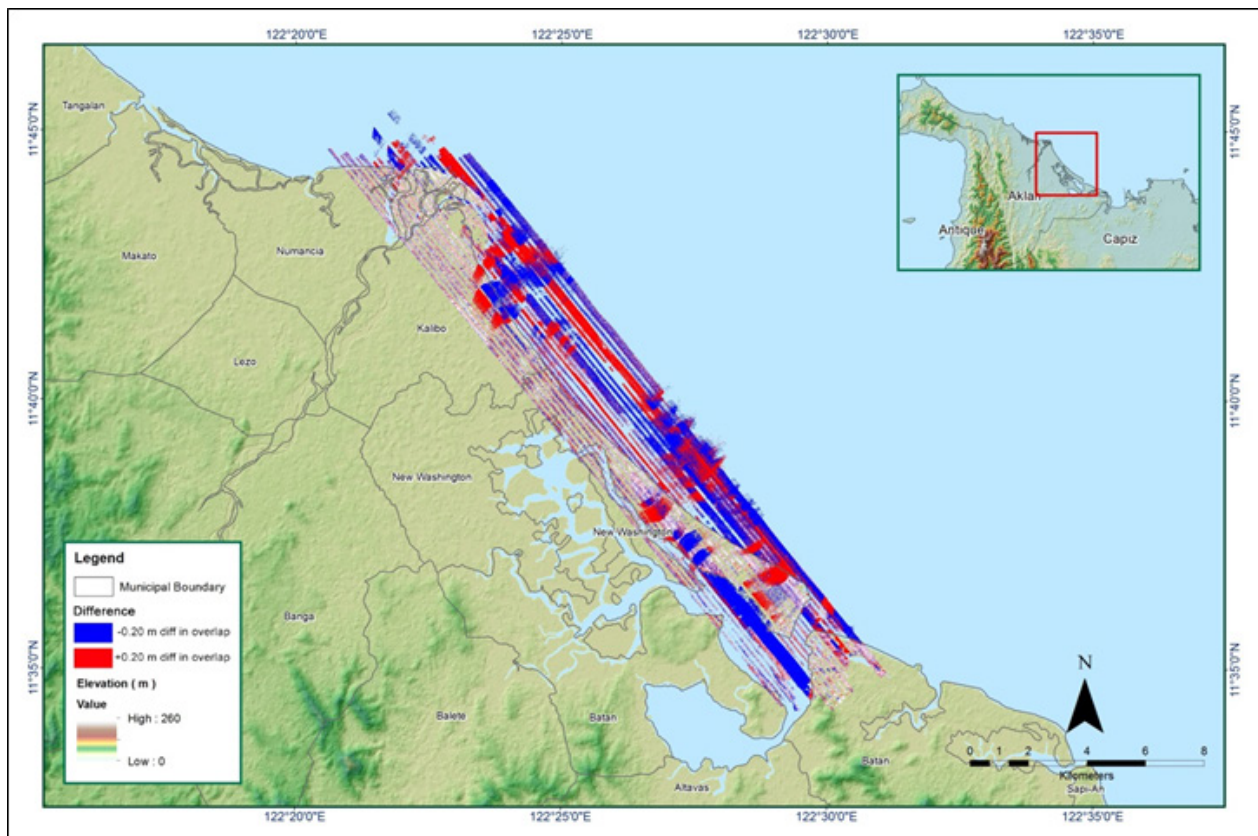 122°20'0"E
122°25'0"E
122°30'0"E
122°35'0"E
11°45'0"N
11°45'0"N
Tangalan
Aklan
Antique
Capiz
Numancia
Makato
Kalibo
Lezo
11°40'0"N
11°40'0"N
New Washington
New Washington
Legend
Municipal Boundary
Difference
-0.20 m diff in overlap
+0.20 m diff in overlap
Elevation ( m )
Value
High : 260
Low : 0
Banga
Balete
Batan
Altavas
Batan
11°35'0"N
11°35'0"N
N
0 1 2 4 6 8
Kilometers
Sapi-An
122°20'0"E
122°25'0"E
122°30'0"E
122°35'0"E